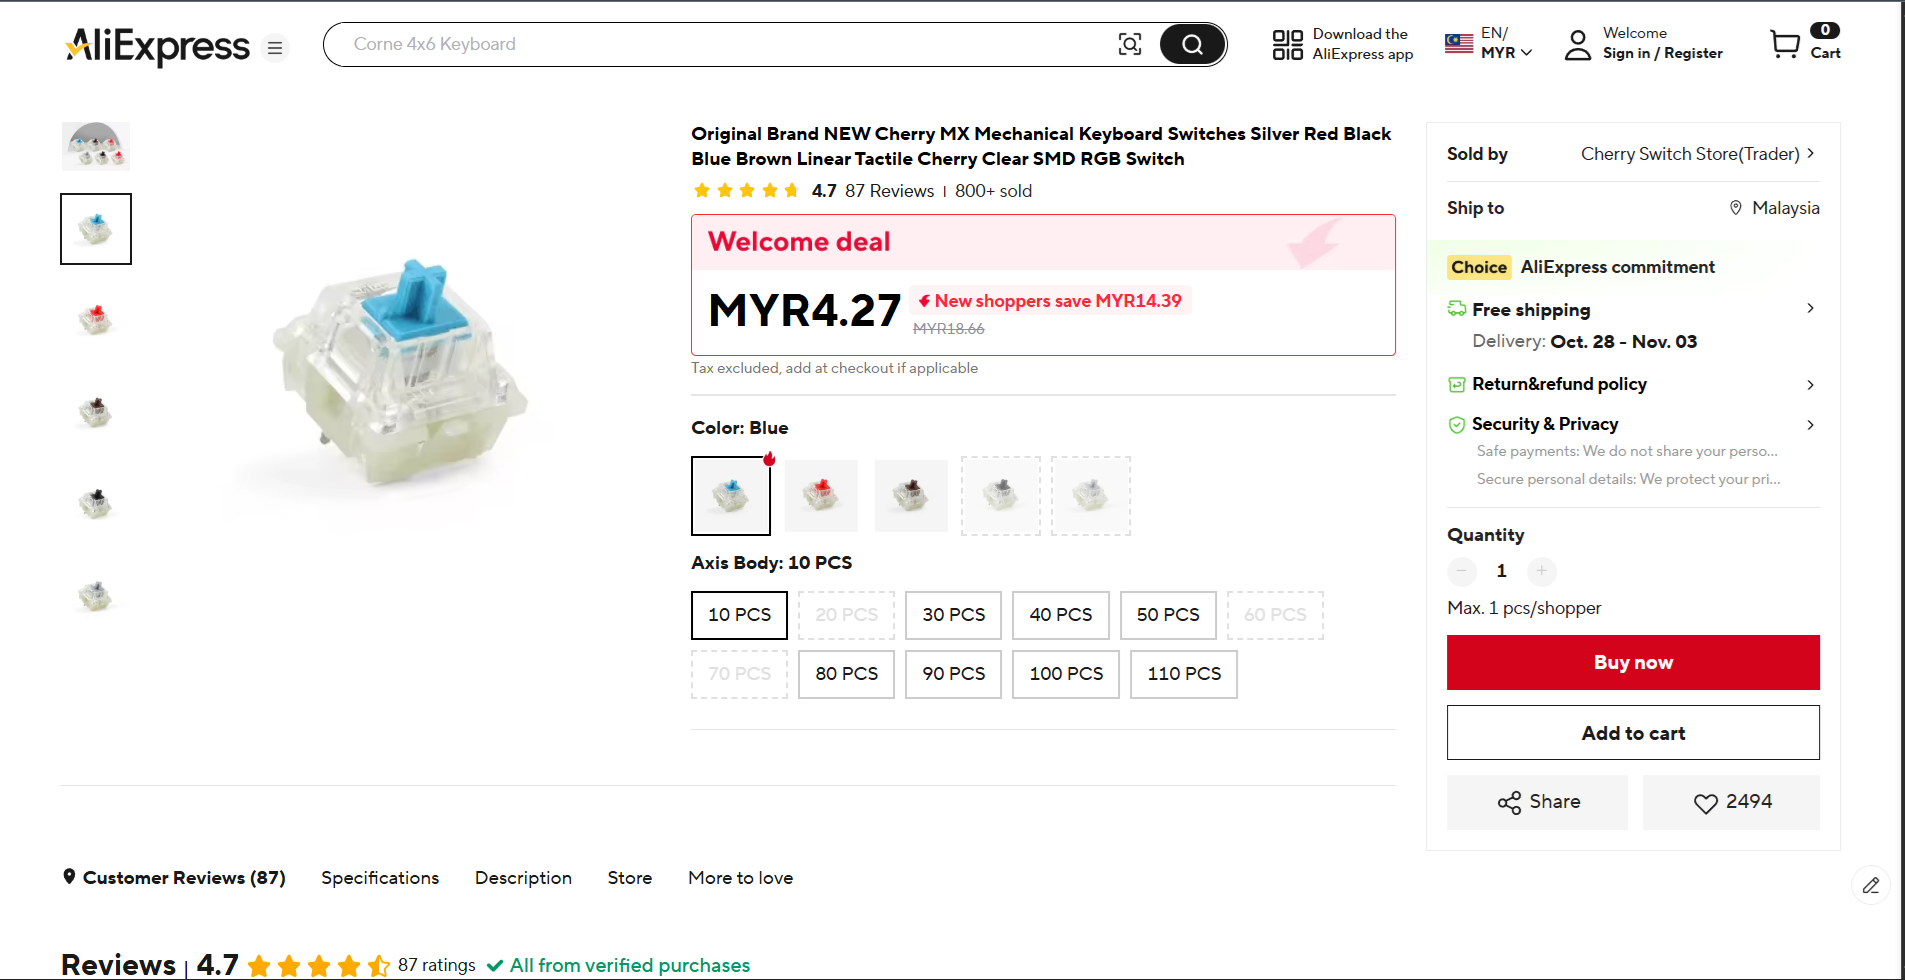 AliExpress
Corne 4x6 Keyboard
Download the
AliExpress app
EN/
MYR
Welcome
Sign in / Register
0
Cart
Original Brand NEW Cherry MX Mechanical Keyboard Switches Silver Red Black
Blue Brown Linear Tactile Cherry Clear SMD RGB Switch
4.7 87 Reviews | 800+ sold
Welcome deal
MYR4.27 New shoppers save MYR14.39
MYR18.66
Tax excluded, add at checkout if applicable
Color: Blue
Axis Body: 10 PCS
10 PCS 20 PCS 30 PCS 40 PCS 50 PCS 60 PCS
70 PCS 80 PCS 90 PCS 100 PCS 110 PCS
Sold by Cherry Switch Store(Trader)
Ship to Malaysia
Choice AliExpress commitment
Free shipping
Delivery: Oct. 28 - Nov. 03
Return&refund policy
Security & Privacy
Safe payments: We do not share your perso...
Secure personal details: We protect your pri...
Quantity
1
Max. 1 pcs/shopper
Buy now
Add to cart
Share 2494
Customer Reviews (87) Specifications Description Store More to love
Reviews | 4.7 87 ratings All from verified purchases